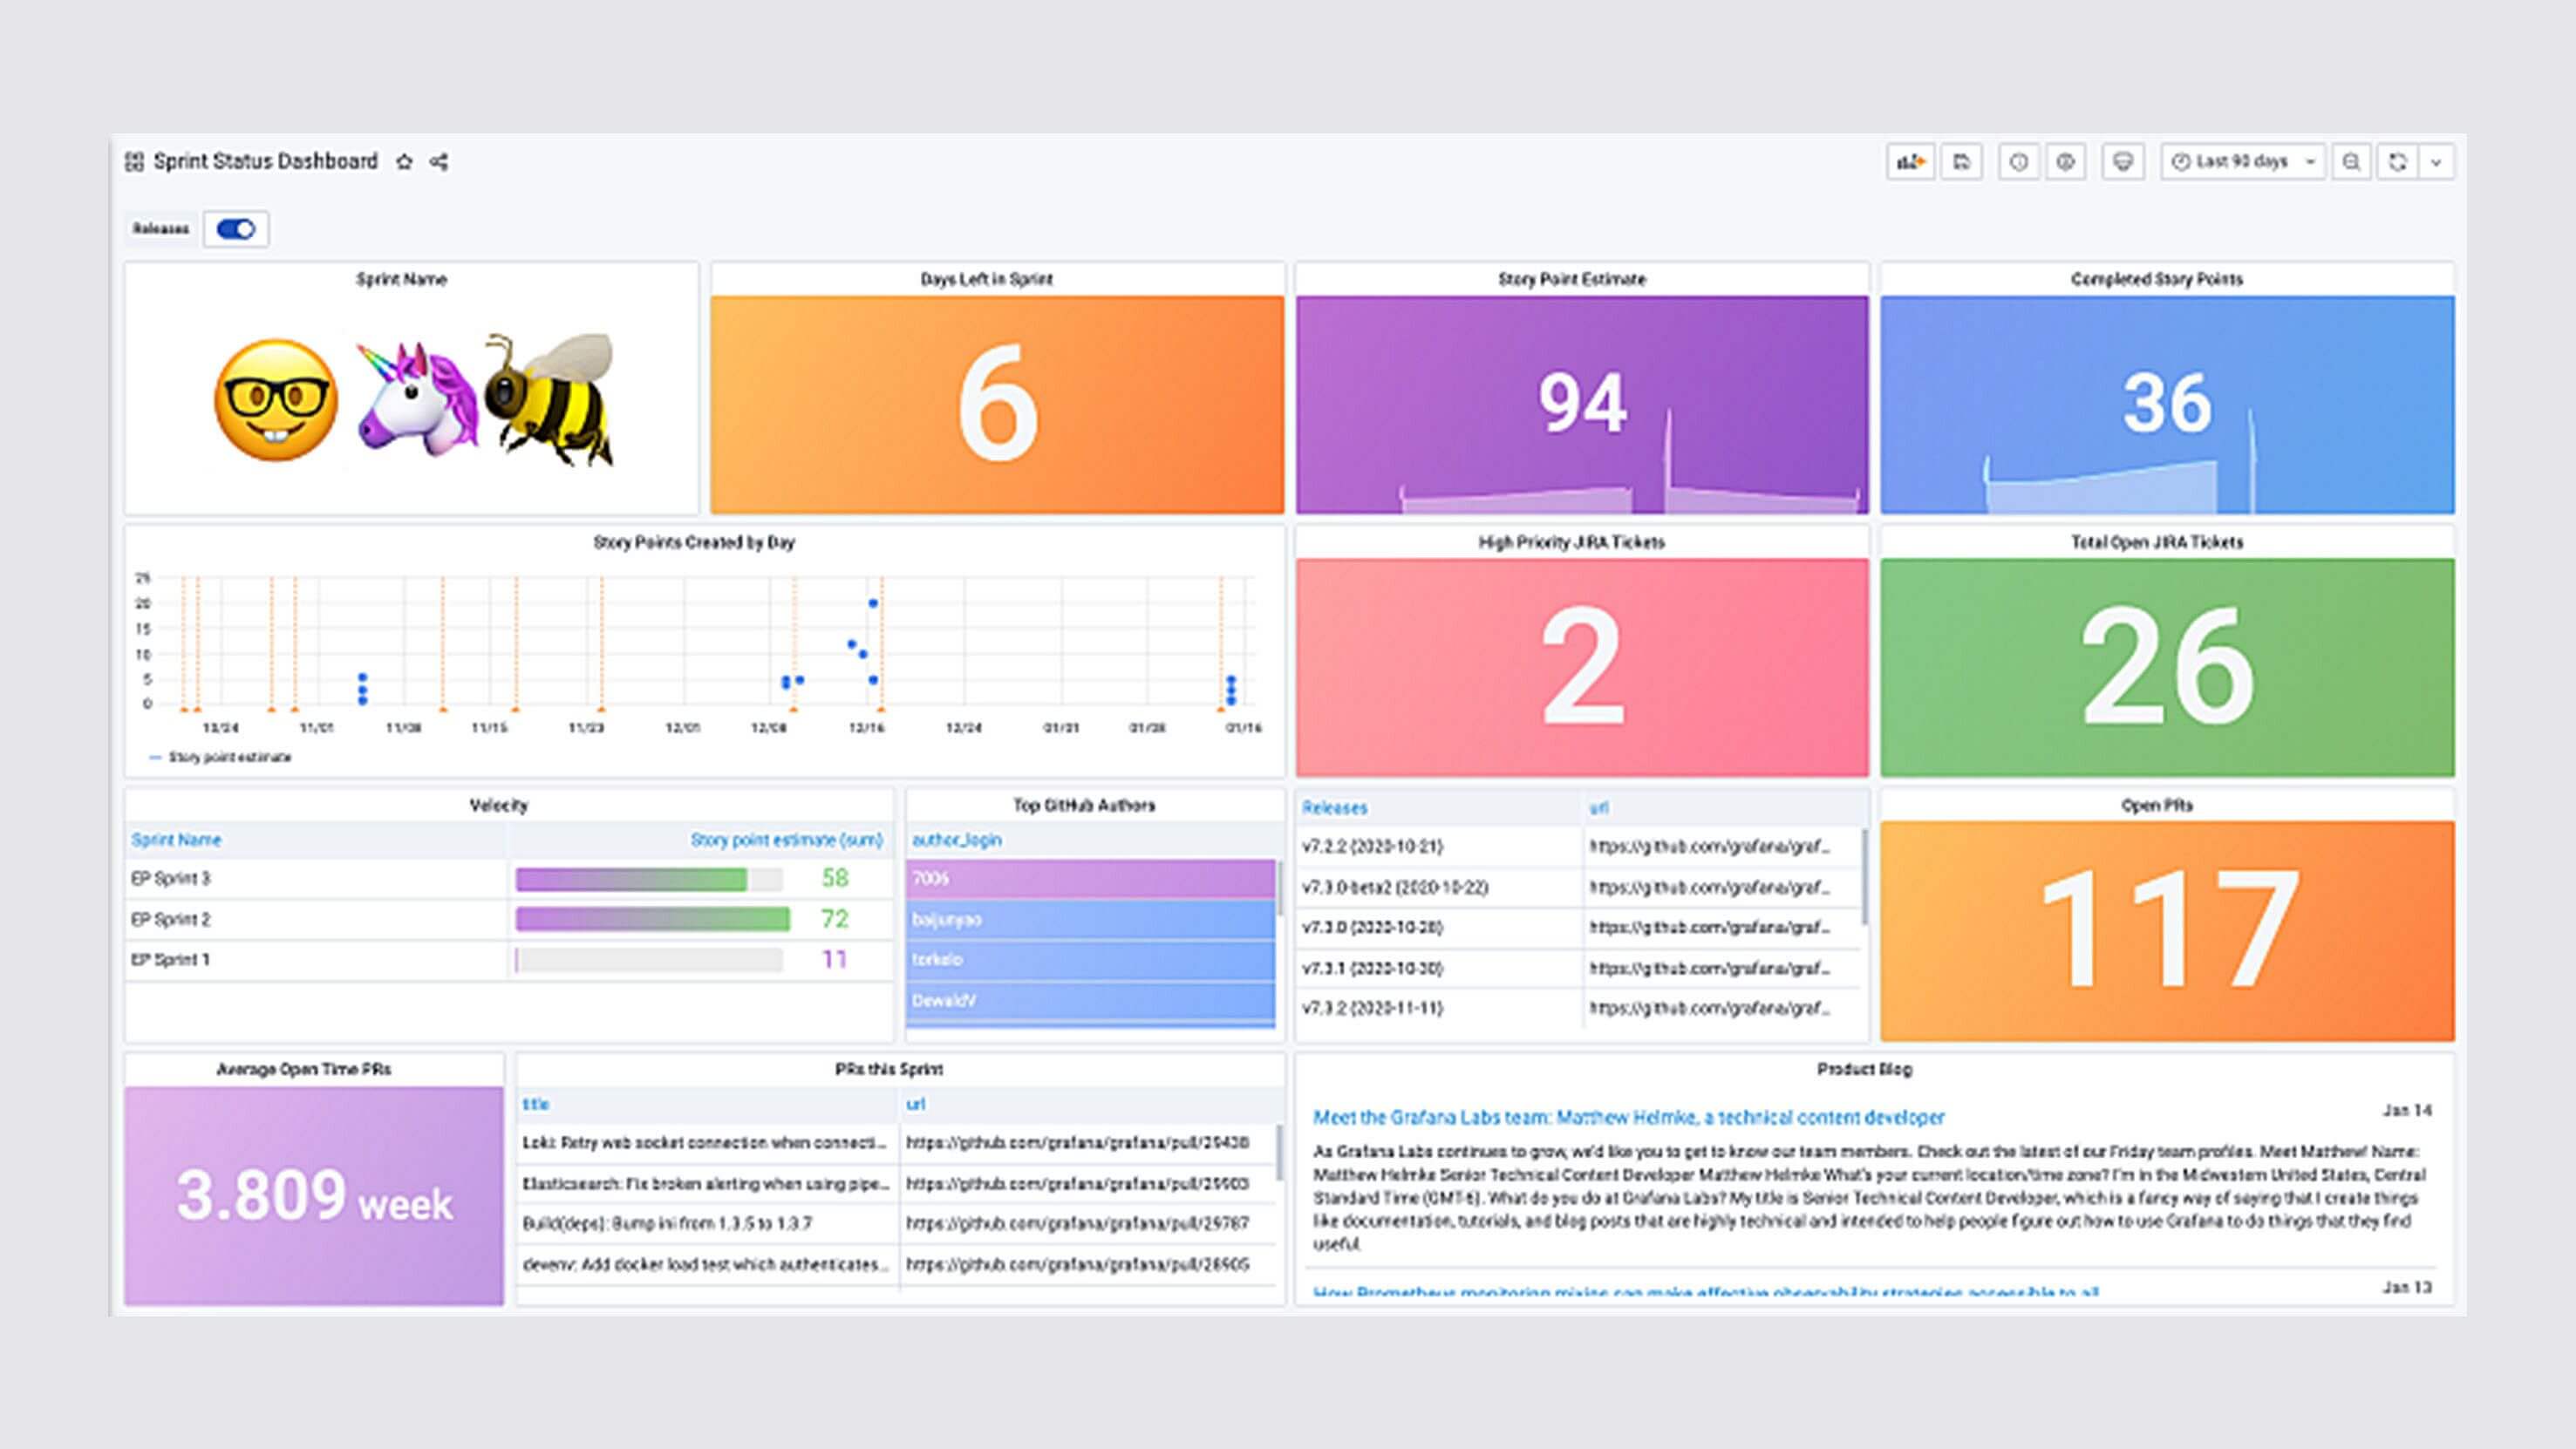 Sprint Status Dashboard
Last 90 days
Releases
Sprint Name
Days Left in Sprint
6
Story Point Estimate
94
Completed Story Points
36
Story Points Created by Day
25
20
15
10
5
0
10/24 11/01 11/08 11/15 11/23 12/01 12/08 12/16 12/24 01/01 01/08 01/16
Story point estimate
High Priority JIRA Tickets
2
Total Open JIRA Tickets
26
Velocity
Sprint Name Story point estimate (sum)
EP Sprint 3 58
EP Sprint 2 72
EP Sprint 1 11
Top GitHub Authors
author_login
7006
baijunyao
torkelo
DewaldV
Releases url
v7.2.2 (2020-10-21) https://github.com/grafana/graf...
v7.3.0-beta2 (2020-10-22) https://github.com/grafana/graf...
v7.3.0 (2020-10-28) https://github.com/grafana/graf...
v7.3.1 (2020-10-30) https://github.com/grafana/graf...
v7.3.2 (2020-11-11) https://github.com/grafana/graf...
Open PRs
117
Average Open Time PRs
3.809 week
PRs this Sprint
title url
Loki: Retry web socket connection when connecti... https://github.com/grafana/grafana/pull/29438
Elasticsearch: Fix broken alerting when using pipe... https://github.com/grafana/grafana/pull/29903
Build(deps): Bump ini from 1.3.5 to 1.3.7 https://github.com/grafana/grafana/pull/29787
devenv: Add docker load test which authenticates... https://github.com/grafana/grafana/pull/28905
Product Blog
Meet the Grafana Labs team: Matthew Helmke, a technical content developer Jan 14
As Grafana Labs continues to grow, we'd like you to get to know our team members. Check out the latest of our Friday team profiles. Meet Matthew! Name:
Matthew Helmke Senior Technical Content Developer Matthew Helmke What's your current location/time zone? I'm in the Midwestern United States, Central
Standard Time (GMT-6). What do you do at Grafana Labs? My title is Senior Technical Content Developer, which is a fancy way of saying that I create things
like documentation, tutorials, and blog posts that are highly technical and intended to help people figure out how to use Grafana to do things that they find
useful.
How Prometheus monitoring mixins can make effective observability strategies accessible to all Jan 13